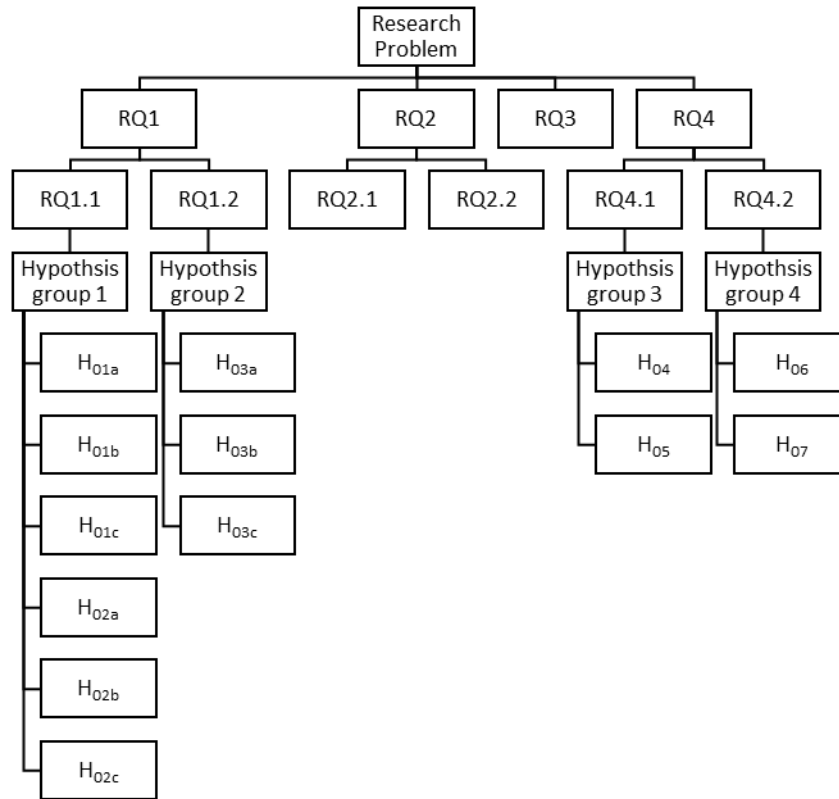 Research
Problem
RQ1
RQ2
RQ3
RQ4
RQ1.1
RQ1.2
RQ2.1
RQ2.2
RQ4.1
RQ4.2
Hypothsis
group 1
Hypothsis
group 2
Hypothsis
group 3
Hypothsis
group 4
H01a
H03a
H04
H06
H01b
H03b
H05
H07
H01c
H03c
H02a
H02b
H02c